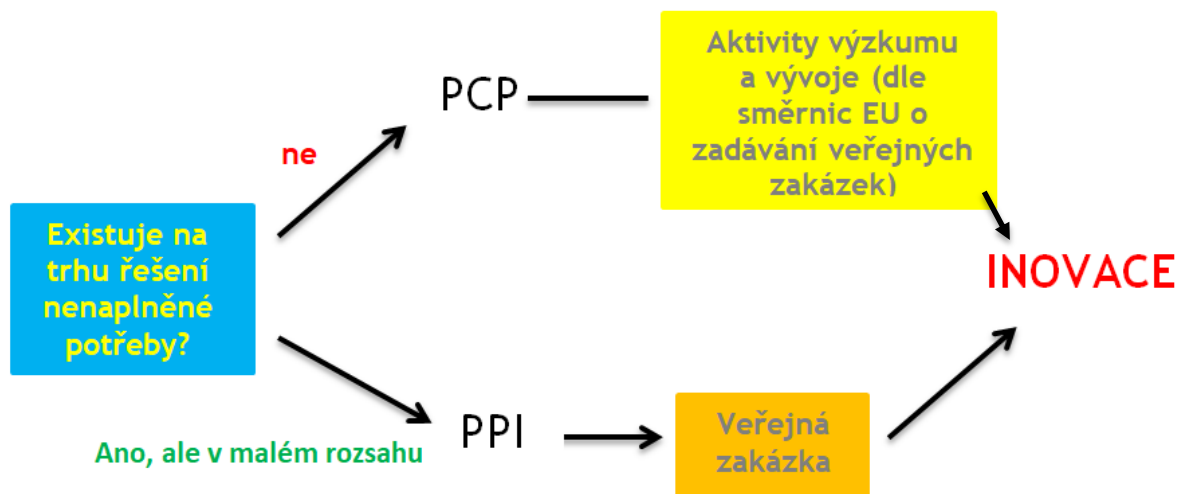 Existuje na
trhu řešení
nenaplněné
potřeby?
ne
PCP
Aktivity výzkumu
a vývoje (dle
směrnic EU o
zadávání veřejných
zakázek)
Ano, ale v malém rozsahu
PPI
Veřejná
zakázka
INOVACE